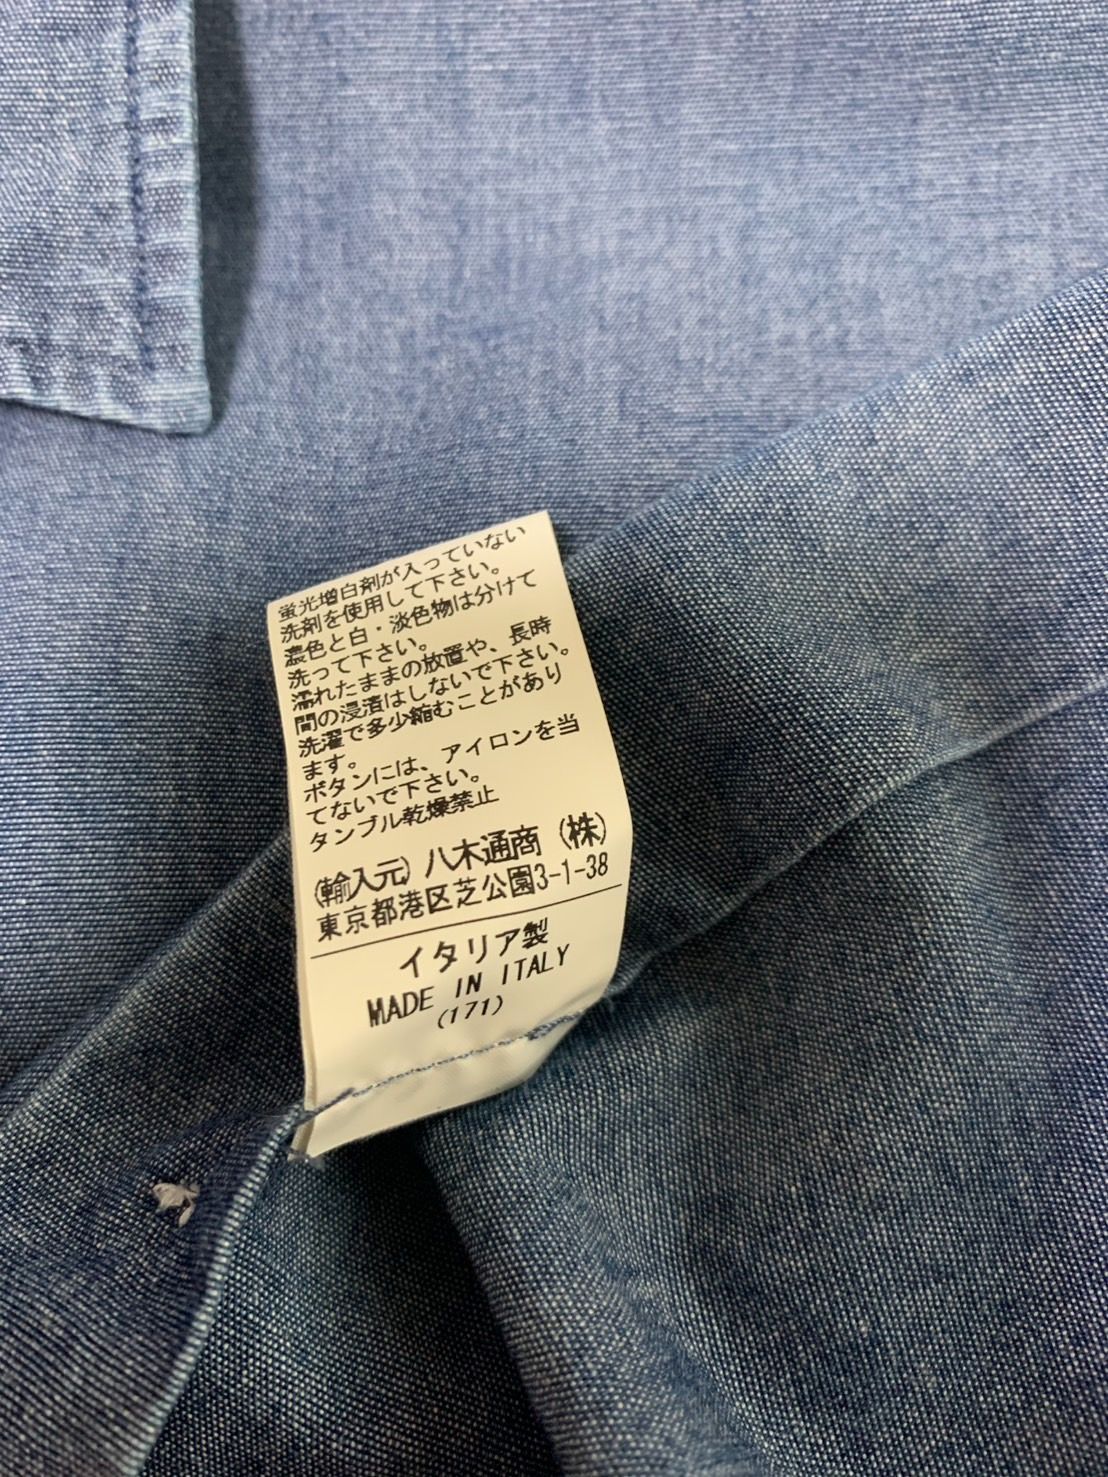 蛍光増白剤が入っていない
洗剤を使用して下さい。
濃色と白・淡色物は分けて
洗って下さい。
濡れたままの放置や、長時
間の浸漬はしないで下さい。
洗濯で多少縮むことがあり
ます。
ボタンには、アイロンを当
てないで下さい。
タンブル乾燥禁止
(輸入元) 八木通商 (株)
東京都港区芝公園3-1-38
イタリア製
MADE IN ITALY
(171)